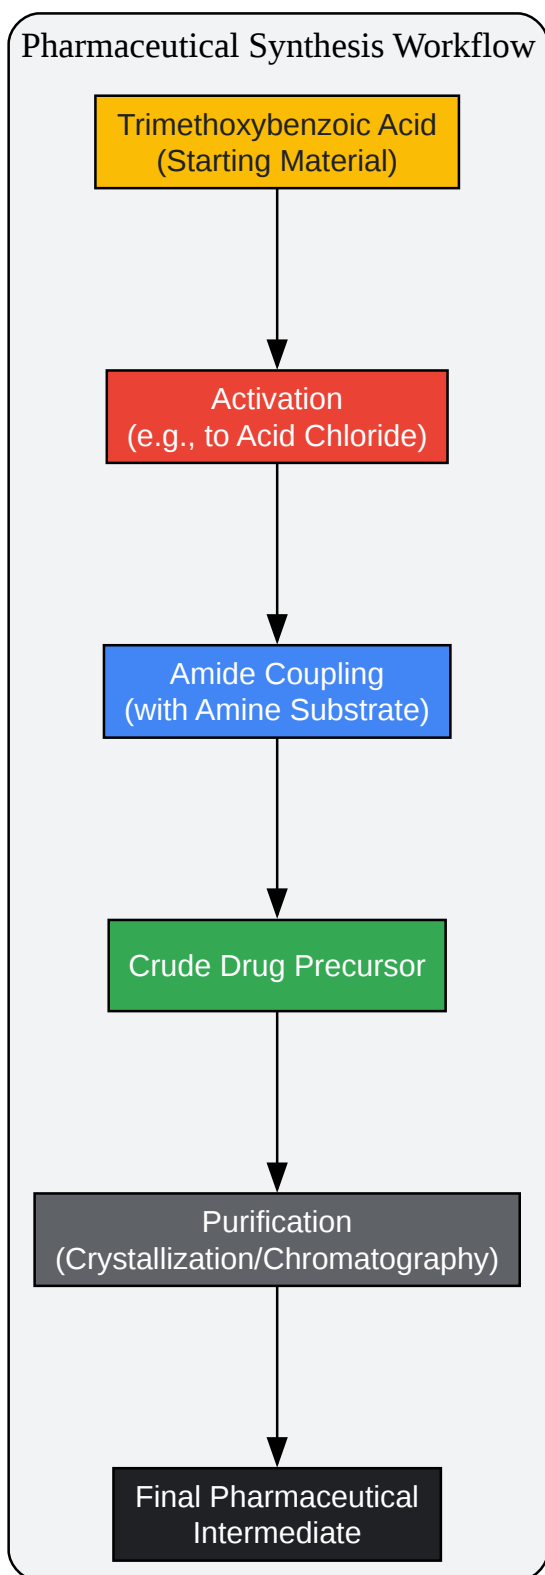 Pharmaceutical Synthesis Workflow
Trimethoxybenzoic Acid
(Starting Material)
Activation
(e.g., to Acid Chloride)
Amide Coupling
(with Amine Substrate)
Crude Drug Precursor
Purification
(Crystallization/Chromatography)
Final Pharmaceutical
Intermediate